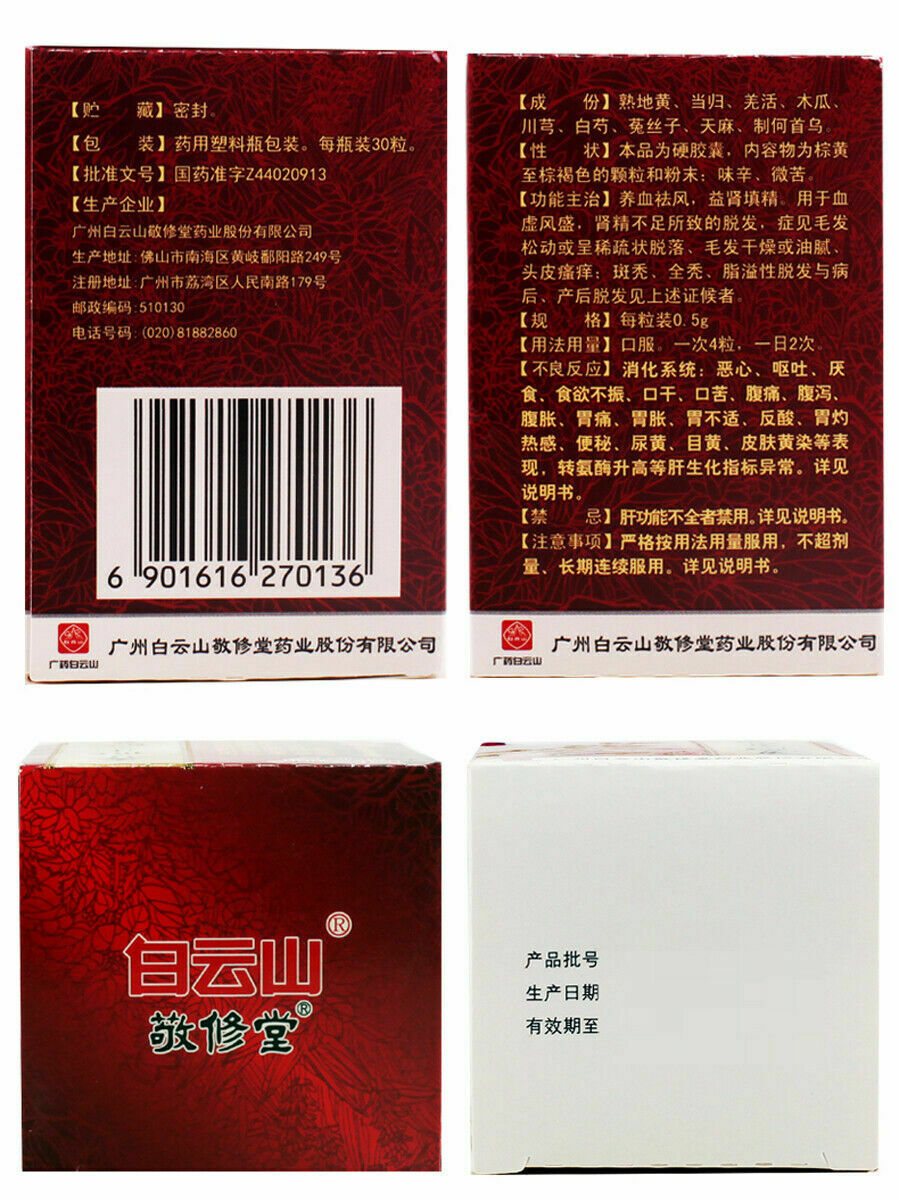 【贮 藏】密封。
【包 装】药用塑料瓶包装。每瓶装30粒。
【批准文号】国药准字Z44020913
【生产企业】
广州白云山敬修堂药业股份有限公司
生产地址:佛山市南海区黄岐鄱阳路249号
注册地址:广州市荔湾区人民南路179号
邮政编码:510130
电话号码:(020)81882860
6 901616 270136
广药白云山
广州白云山敬修堂药业股份有限公司
【成 份】熟地黄、当归、羌活、木瓜、
川芎、白芍、菟丝子、天麻、制何首乌。
【性 状】本品为硬胶囊，内容物为棕黄
至棕褐色的颗粒和粉末；味辛、微苦。
【功能主治】养血祛风，益肾填精。用于血
虚风盛，肾精不足所致的脱发，症见毛发
松动或呈稀疏状脱落、毛发干燥或油腻、
头皮瘙痒；斑秃、全秃、脂溢性脱发与病
后、产后脱发见上述证候者。
【规 格】每粒装0.5g
【用法用量】口服。一次4粒，一日2次。
【不良反应】消化系统：恶心、呕吐、厌
食、食欲不振、口干、口苦、腹痛、腹泻、
腹胀、胃痛、胃胀、胃不适、反酸、胃灼
热感、便秘、尿黄、目黄、皮肤黄染等表
现，转氨酶升高等肝生化指标异常。详见
说明书。
【禁 忌】肝功能不全者禁用。详见说明书。
【注意事项】严格按用法用量服用，不超剂
量、长期连续服用。详见说明书。
广药白云山
广州白云山敬修堂药业股份有限公司
白云山®
敬修堂®
产品批号
生产日期
有效期至